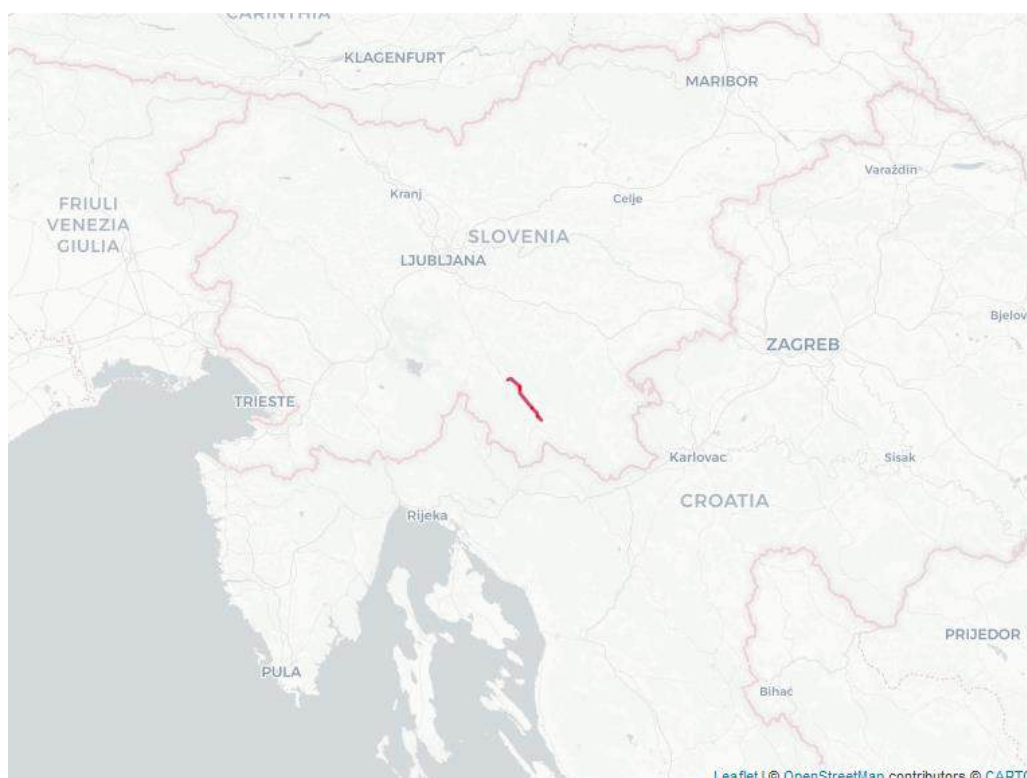 CARINTHIA
KLAGENFURT
MARIBOR
Varaždin
Kranj
Celje
FRIULI
VENEZIA
GIULIA
SLOVENIA
LJUBLJANA
Bjelov
ZAGREB
TRIESTE
Karlovac
Sisak
CROATIA
Rijeka
PRIJEDOR
PULA
Bihać
Leaflet | © OpenStreetMap contributors © CARTO